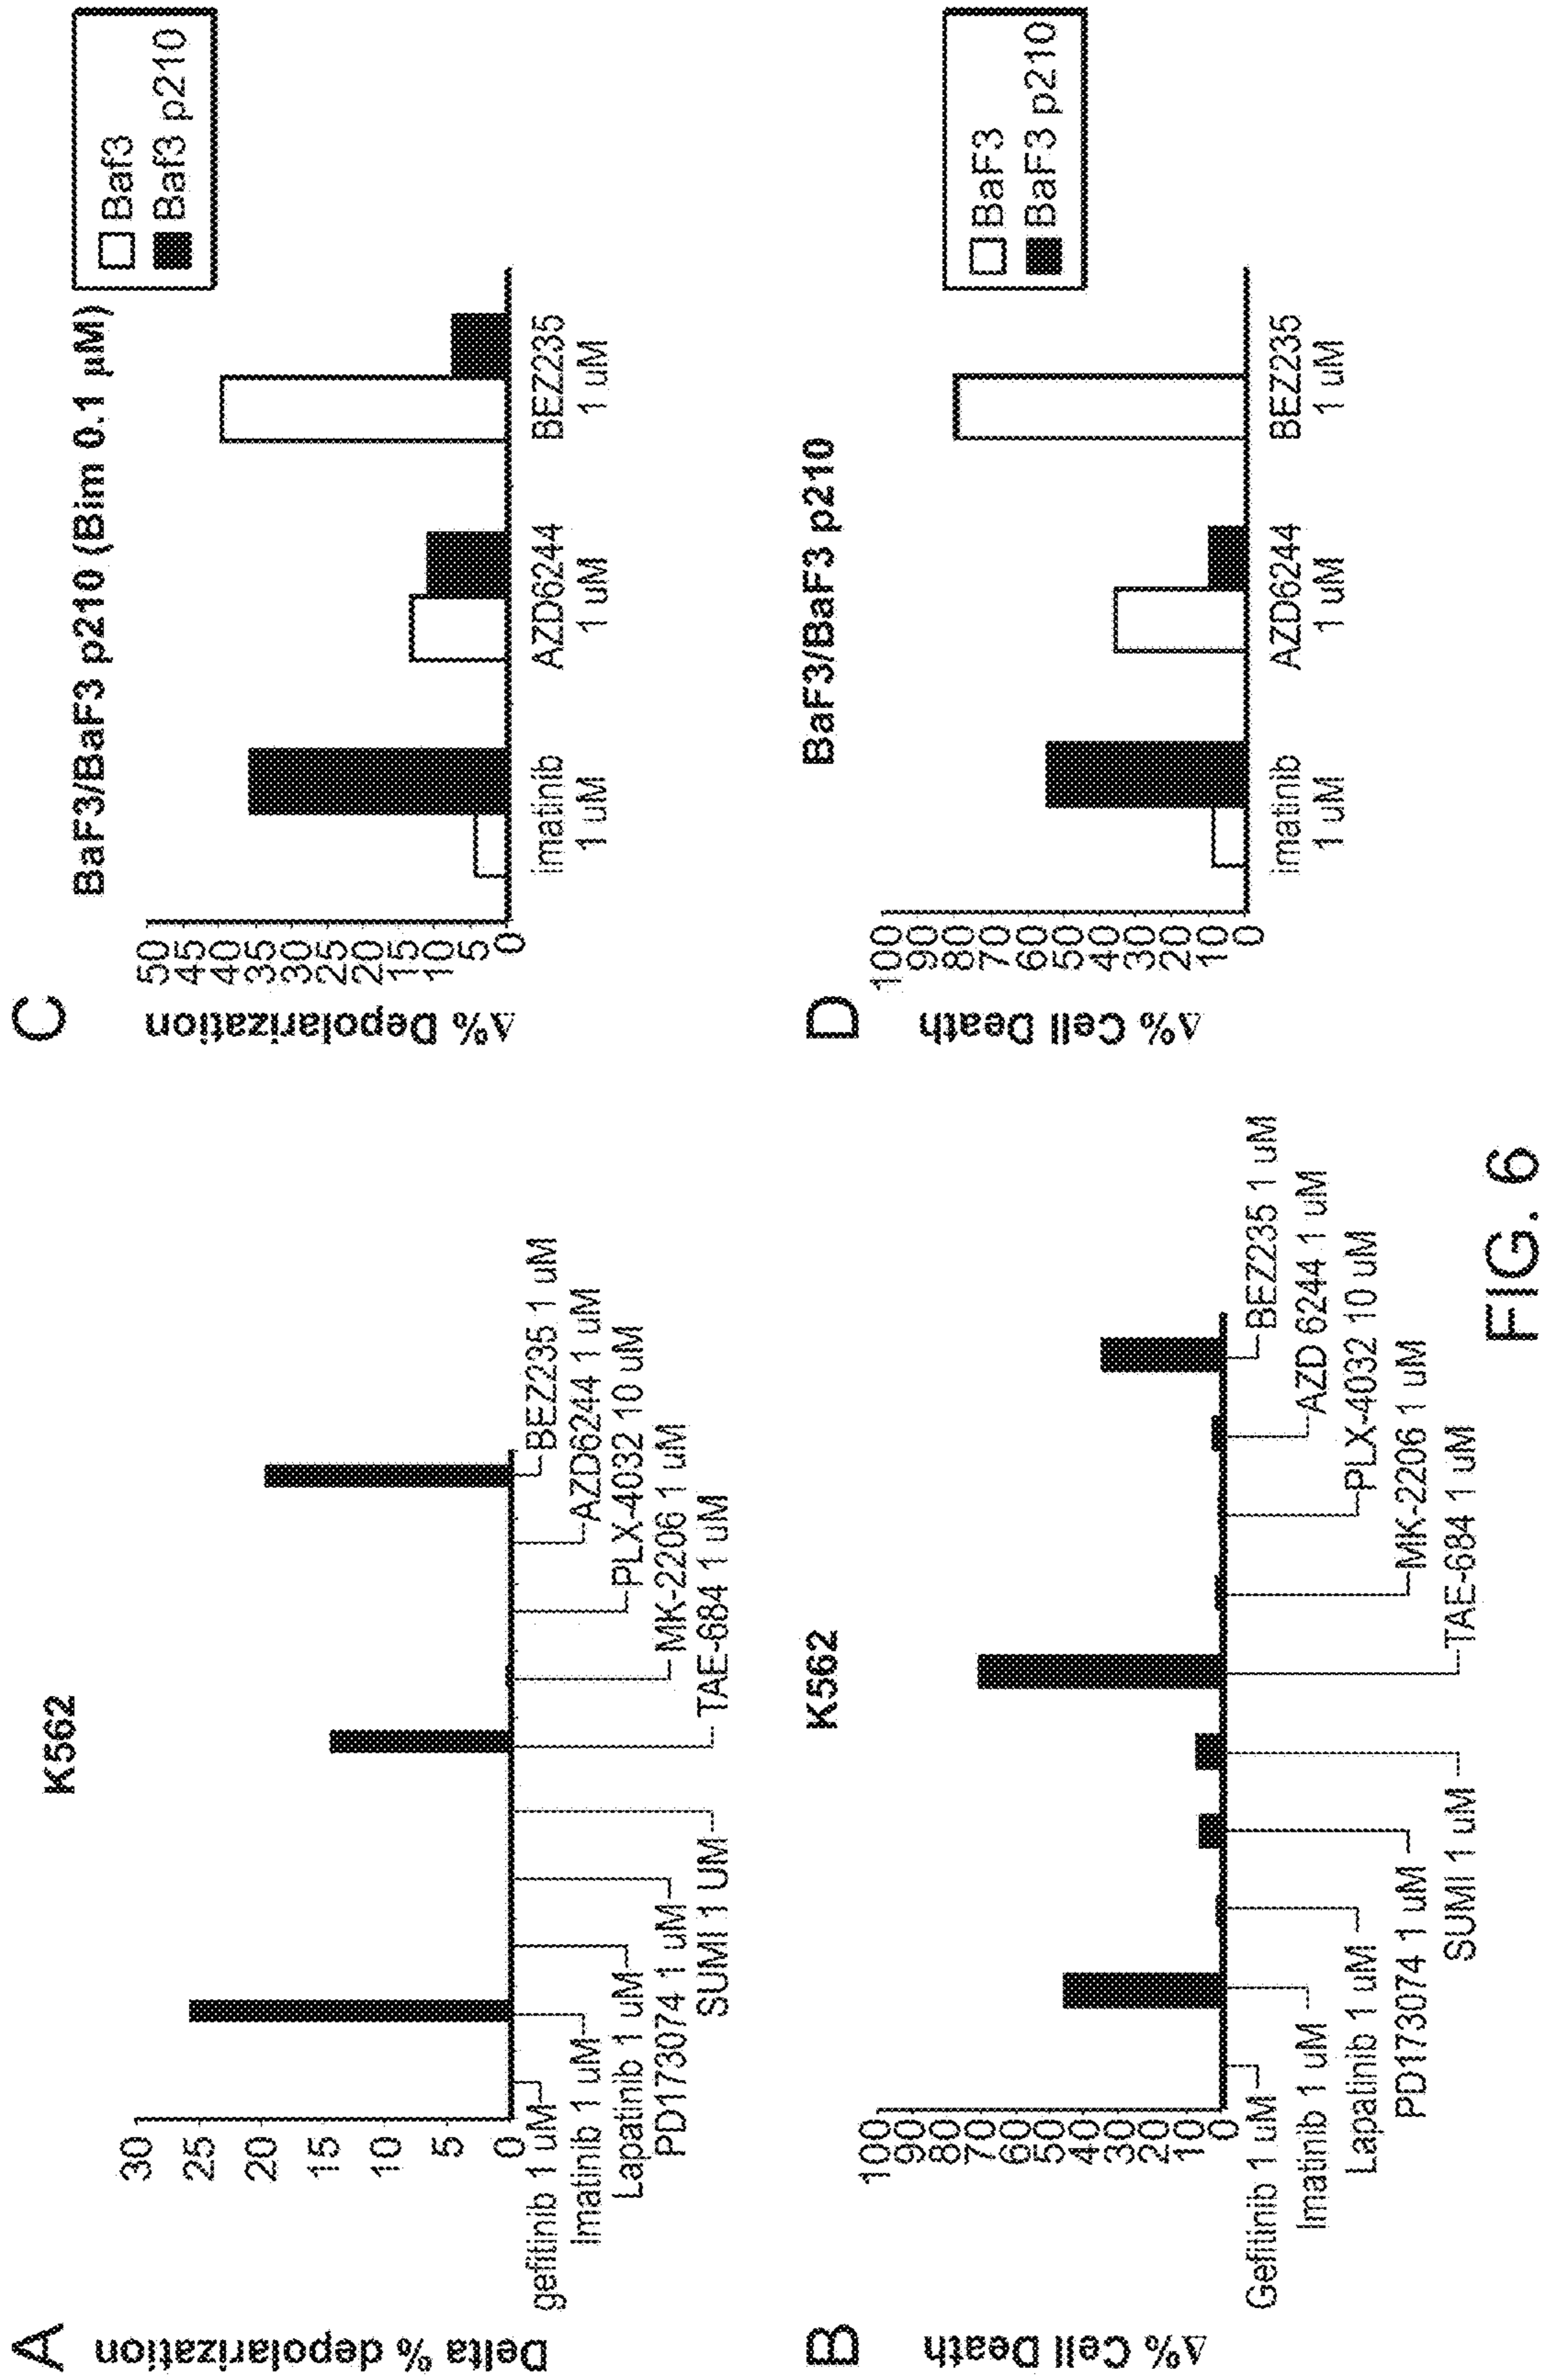 A
K562
Delta % depolarization
30
25
20
15
10
5
0
gefitinib 1 uM
Imatinib 1 uM
Lapatinib 1 uM
PD173074 1 uM
SUMI 1 UM
TAE-684 1 uM
MK-2206 1 uM
PLX-4032 10 uM
AZD6244 1 uM
BEZ235 1 uM
B
K562
Δ% Cell Death
100
90
80
70
60
50
40
30
20
10
0
Gefitinib 1 uM
Imatinib 1 uM
Lapatinib 1 uM
PD173074 1 uM
SUMI 1 uM
TAE-684 1 uM
MK-2206 1 uM
PLX-4032 10 uM
AZD 6244 1 uM
BEZ235 1 uM
C
BaF3/BaF3 p210 (Bim 0.1 µM)
Baf3
Baf3 p210
Δ% Depolarization
50
45
40
35
30
25
20
15
10
5
0
imatinib
1 uM
AZD6244
1 uM
BEZ235
1 uM
D
BaF3/BaF3 p210
BaF3
BaF3 p210
Δ% Cell Death
100
90
80
70
60
50
40
30
20
10
0
imatinib
1 uM
AZD6244
1 uM
BEZ235
1 uM
FIG. 6